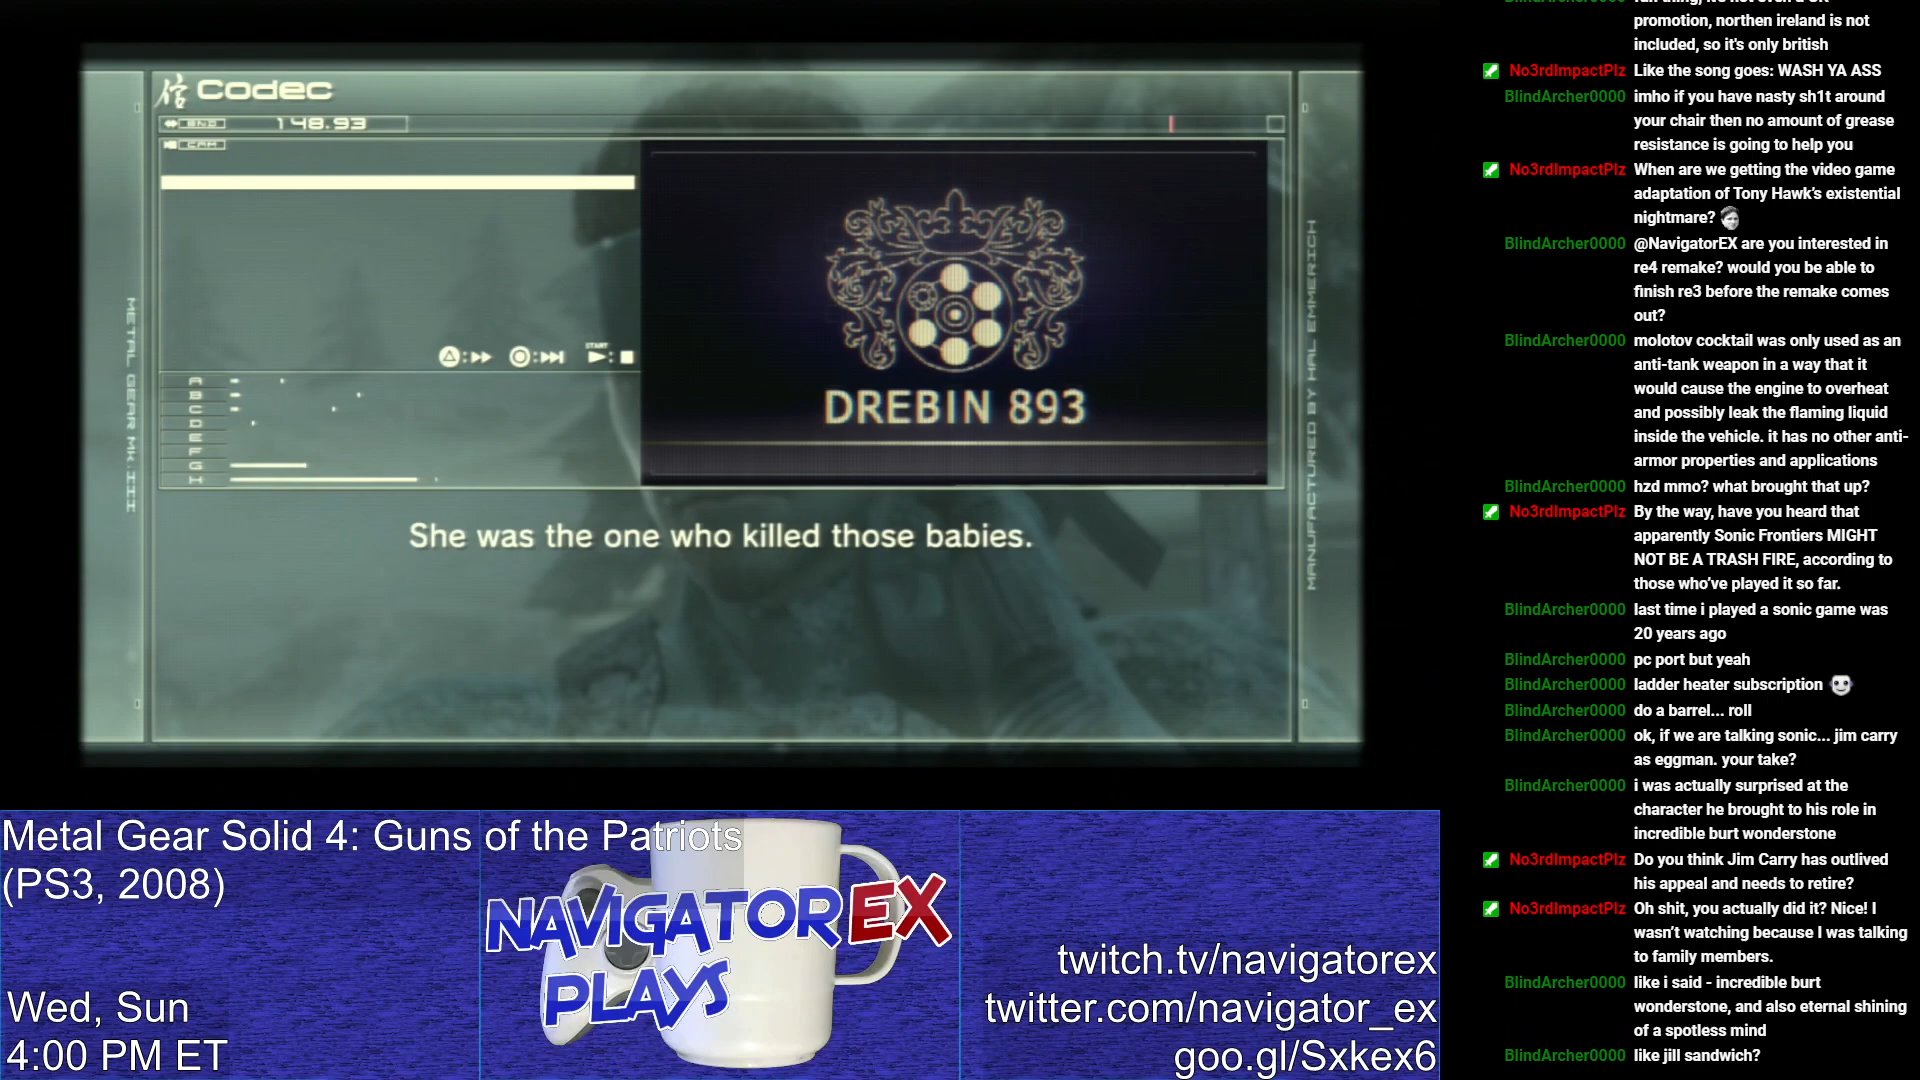 信 Codec
END 148.93
CAM
START
A
B
C
D
E
F
G
H
METAL GEAR Mk.III
MANUFACTURED BY HAL EMMERICH
DREBIN 893
She was the one who killed those babies.
Metal Gear Solid 4: Guns of the Patriots
(PS3, 2008)
Wed, Sun
4:00 PM ET
NAVIGATOREX
PLAYS
twitch.tv/navigatorex
twitter.com/navigator_ex
goo.gl/Sxkex6
promotion, northen ireland is not
included, so it's only british
No3rdImpactPlz Like the song goes: WASH YA ASS
BlindArcher0000 imho if you have nasty sh1t around
your chair then no amount of grease
resistance is going to help you
No3rdImpactPlz When are we getting the video game
adaptation of Tony Hawk's existential
nightmare?
BlindArcher0000 @NavigatorEX are you interested in
re4 remake? would you be able to
finish re3 before the remake comes
out?
BlindArcher0000 molotov cocktail was only used as an
anti-tank weapon in a way that it
would cause the engine to overheat
and possibly leak the flaming liquid
inside the vehicle. it has no other anti-
armor properties and applications
BlindArcher0000 hzd mmo? what brought that up?
No3rdImpactPlz By the way, have you heard that
apparently Sonic Frontiers MIGHT
NOT BE A TRASH FIRE, according to
those who've played it so far.
BlindArcher0000 last time i played a sonic game was
20 years ago
BlindArcher0000 pc port but yeah
BlindArcher0000 ladder heater subscription
BlindArcher0000 do a barrel... roll
BlindArcher0000 ok, if we are talking sonic... jim carry
as eggman. your take?
BlindArcher0000 i was actually surprised at the
character he brought to his role in
incredible burt wonderstone
No3rdImpactPlz Do you think Jim Carry has outlived
his appeal and needs to retire?
No3rdImpactPlz Oh shit, you actually did it? Nice! I
wasn't watching because I was talking
to family members.
BlindArcher0000 like i said - incredible burt
wonderstone, and also eternal shining
of a spotless mind
BlindArcher0000 like jill sandwich?